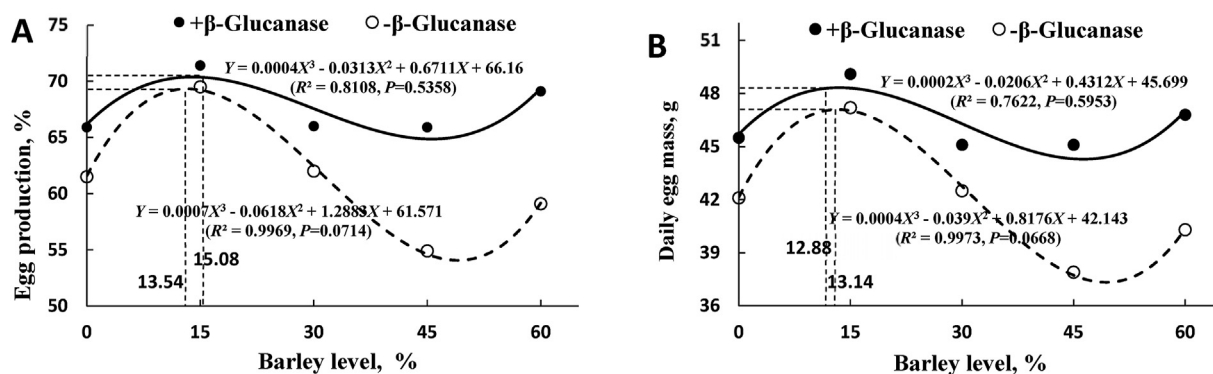 A
+β-Glucanase
-β-Glucanase
Y = 0.0004X³ - 0.0313X² + 0.6711X + 66.16
(R² = 0.8108, P=0.5358)
Y = 0.0007X³ - 0.0618X² + 1.2883X + 61.571
(R² = 0.9969, P=0.0714)
15.08
13.54
75
70
65
60
55
50
Egg production, %
0 15 30 45 60
Barley level, %
B
+β-Glucanase
-β-Glucanase
Y = 0.0002X³ - 0.0206X² + 0.4312X + 45.699
(R² = 0.7622, P=0.5953)
Y = 0.0004X³ - 0.039X² + 0.8176X + 42.143
(R² = 0.9973, P=0.0668)
12.88
13.14
51
48
45
42
39
36
Daily egg mass, g
0 15 30 45 60
Barley level, %